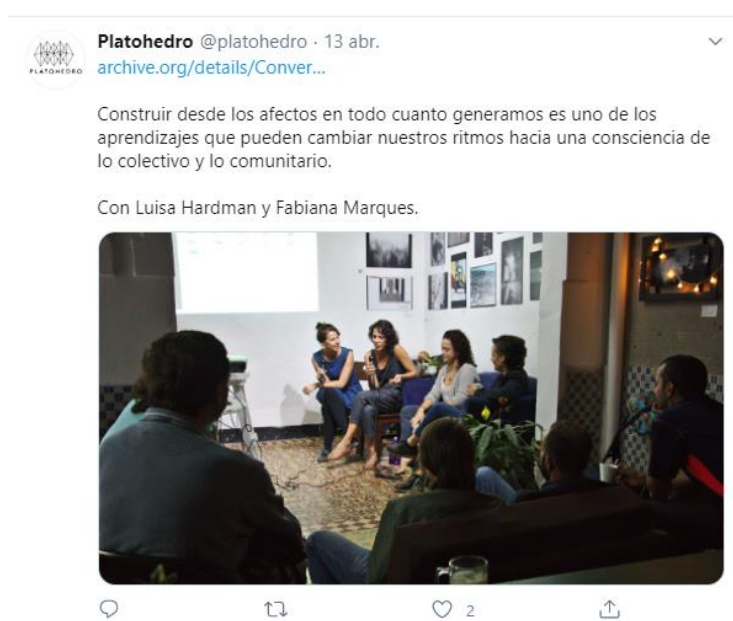 Platohedro @platohedro · 13 abr.
PLATOHEDRO
archive.org/details/Conver...
Construir desde los afectos en todo cuanto generamos es uno de los
aprendizajes que pueden cambiar nuestros ritmos hacia una consciencia de
lo colectivo y lo comunitario.
Con Luisa Hardman y Fabiana Marques.
2